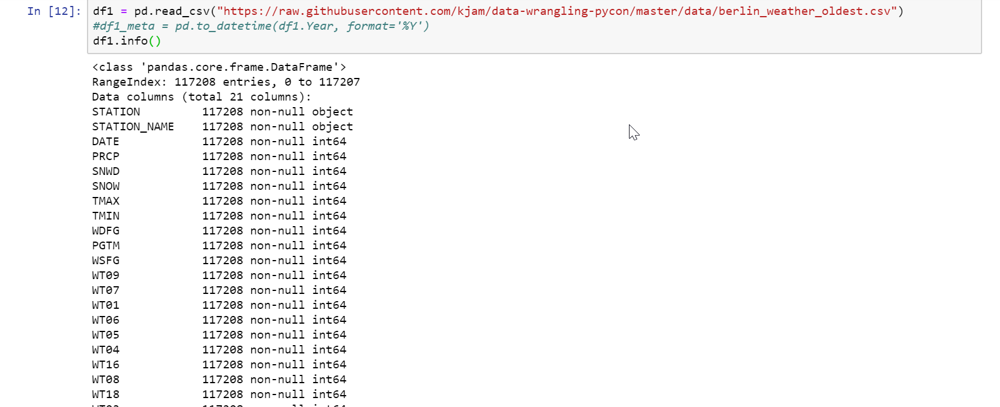 In [12]: df1 = pd.read_csv("https://raw.githubusercontent.com/kjam/data-wrangling-pycon/master/data/berlin_weather_oldest.csv")
#df1_meta = pd.to_datetime(df1.Year, format='%Y')
df1.info()
<class 'pandas.core.frame.DataFrame'>
RangeIndex: 117208 entries, 0 to 117207
Data columns (total 21 columns):
STATION         117208 non-null object
STATION_NAME    117208 non-null object
DATE            117208 non-null int64
PRCP            117208 non-null int64
SNWD            117208 non-null int64
SNOW            117208 non-null int64
TMAX            117208 non-null int64
TMIN            117208 non-null int64
WDFG            117208 non-null int64
PGTM            117208 non-null int64
WSFG            117208 non-null int64
WT09            117208 non-null int64
WT07            117208 non-null int64
WT01            117208 non-null int64
WT06            117208 non-null int64
WT05            117208 non-null int64
WT04            117208 non-null int64
WT16            117208 non-null int64
WT08            117208 non-null int64
WT18            117208 non-null int64